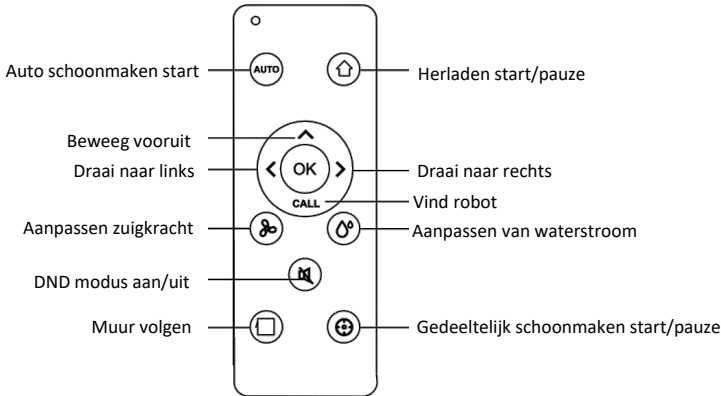 Auto schoonmaken start
AUTO
Herladen start/pauze
Beweeg vooruit
Draai naar links
OK
Draai naar rechts
CALL
Vind robot
Aanpassen zuigkracht
Aanpassen van waterstroom
DND modus aan/uit
Muur volgen
Gedeeltelijk schoonmaken start/pauze